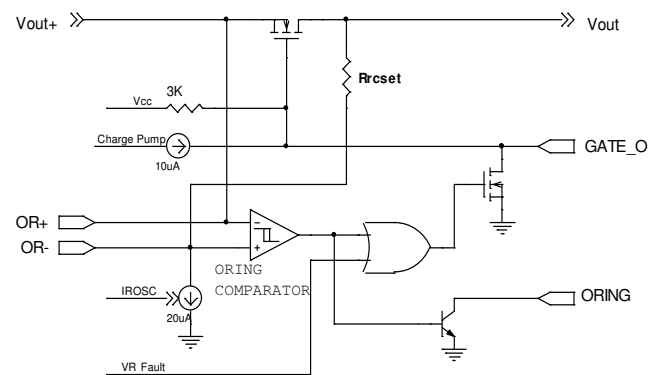 Vout+
Vout
Rrcset
3K
Vcc
Charge Pump
10uA
GATE_O
OR+
OR-
−
+
ORING
COMPARATOR
IROSC
20uA
ORING
VR Fault